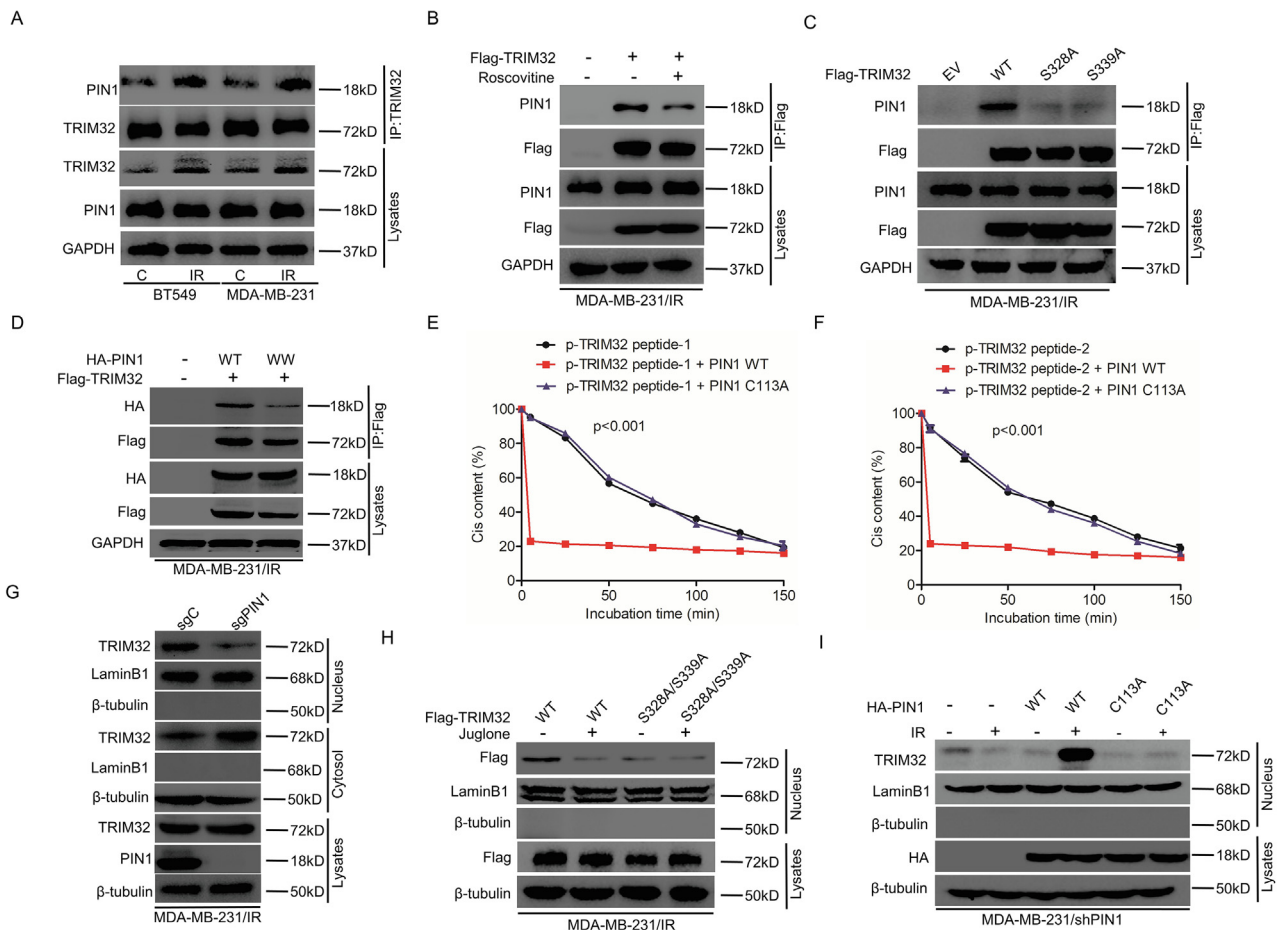 A
PIN1 18kD
TRIM32 72kD
IP:TRIM32
TRIM32 72kD
PIN1 18kD
GAPDH 37kD
Lysates
C IR C IR
BT549 MDA-MB-231
B
Flag-TRIM32 - + +
Roscovitine - - +
PIN1 18kD
Flag 72kD
IP:Flag
PIN1 18kD
Flag 72kD
GAPDH 37kD
Lysates
MDA-MB-231/IR
C
Flag-TRIM32 EV WT S328A S339A
PIN1 18kD
Flag 72kD
IP:Flag
PIN1 18kD
Flag 72kD
GAPDH 37kD
Lysates
MDA-MB-231/IR
D
HA-PIN1 - WT WW
Flag-TRIM32 - + +
HA 18kD
Flag 72kD
IP:Flag
HA 18kD
Flag 72kD
GAPDH 37kD
Lysates
MDA-MB-231/IR
E
p-TRIM32 peptide-1
p-TRIM32 peptide-1 + PIN1 WT
p-TRIM32 peptide-1 + PIN1 C113A
p<0.001
Cis content (%)
100
80
60
40
20
0
0 50 100 150
Incubation time (min)
F
p-TRIM32 peptide-2
p-TRIM32 peptide-2 + PIN1 WT
p-TRIM32 peptide-2 + PIN1 C113A
p<0.001
Cis content (%)
100
80
60
40
20
0
0 50 100 150
Incubation time (min)
G
sgC sgPIN1
TRIM32 72kD
LaminB1 68kD
β-tubulin 50kD
Nucleus
TRIM32 72kD
LaminB1 68kD
β-tubulin 50kD
Cytosol
TRIM32 72kD
PIN1 18kD
β-tubulin 50kD
Lysates
MDA-MB-231/IR
H
Flag-TRIM32 WT WT S328A/S339A S328A/S339A
Juglone - + - +
Flag 72kD
LaminB1 68kD
β-tubulin 50kD
Nucleus
Flag 72kD
β-tubulin 50kD
Lysates
MDA-MB-231/IR
I
HA-PIN1 - - WT WT C113A C113A
IR - + - + - +
TRIM32 72kD
LaminB1 68kD
β-tubulin 50kD
Nucleus
HA 18kD
β-tubulin 50kD
Lysates
MDA-MB-231/shPIN1